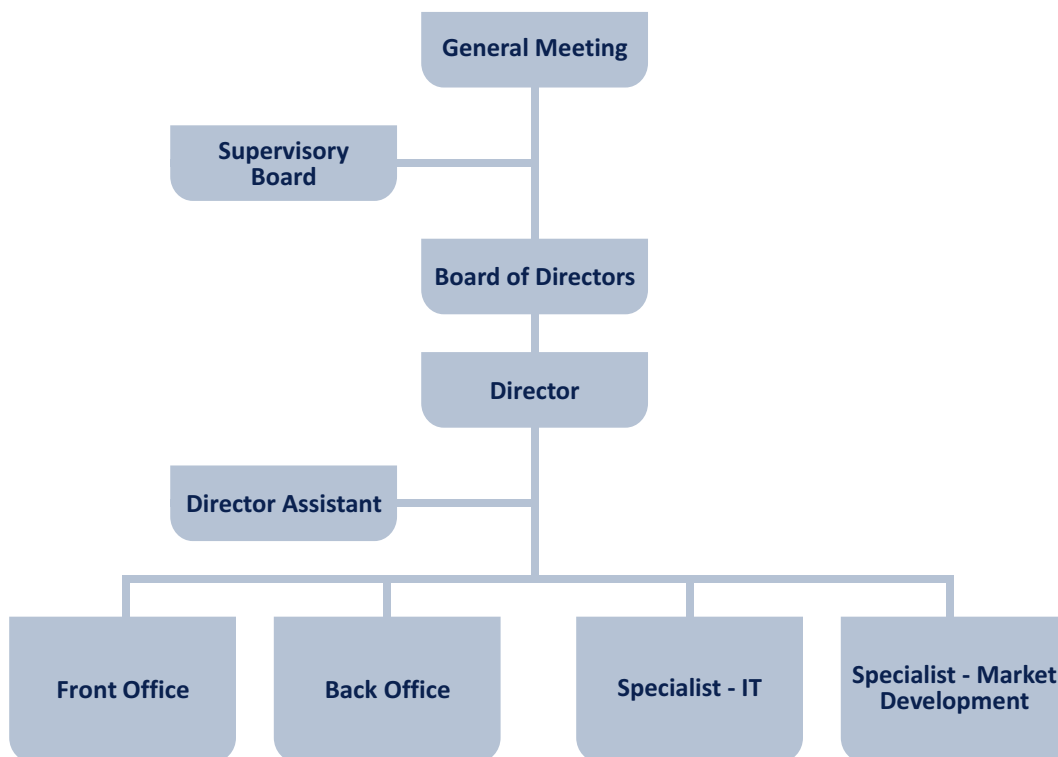 General Meeting
Supervisory
Board
Board of Directors
Director
Director Assistant
Front Office
Back Office
Specialist - IT
Specialist - Market
Development